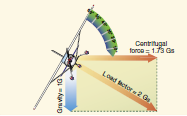 Centrifugal
force = 1.73 Gs
Load factor = 2 Gs
Gravity = 1G